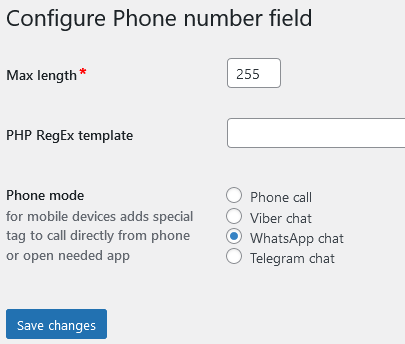 Configure Phone number field
Max length*
255
PHP RegEx template
Phone mode
for mobile devices adds special
tag to call directly from phone
or open needed app
Phone call
Viber chat
WhatsApp chat
Telegram chat
Save changes